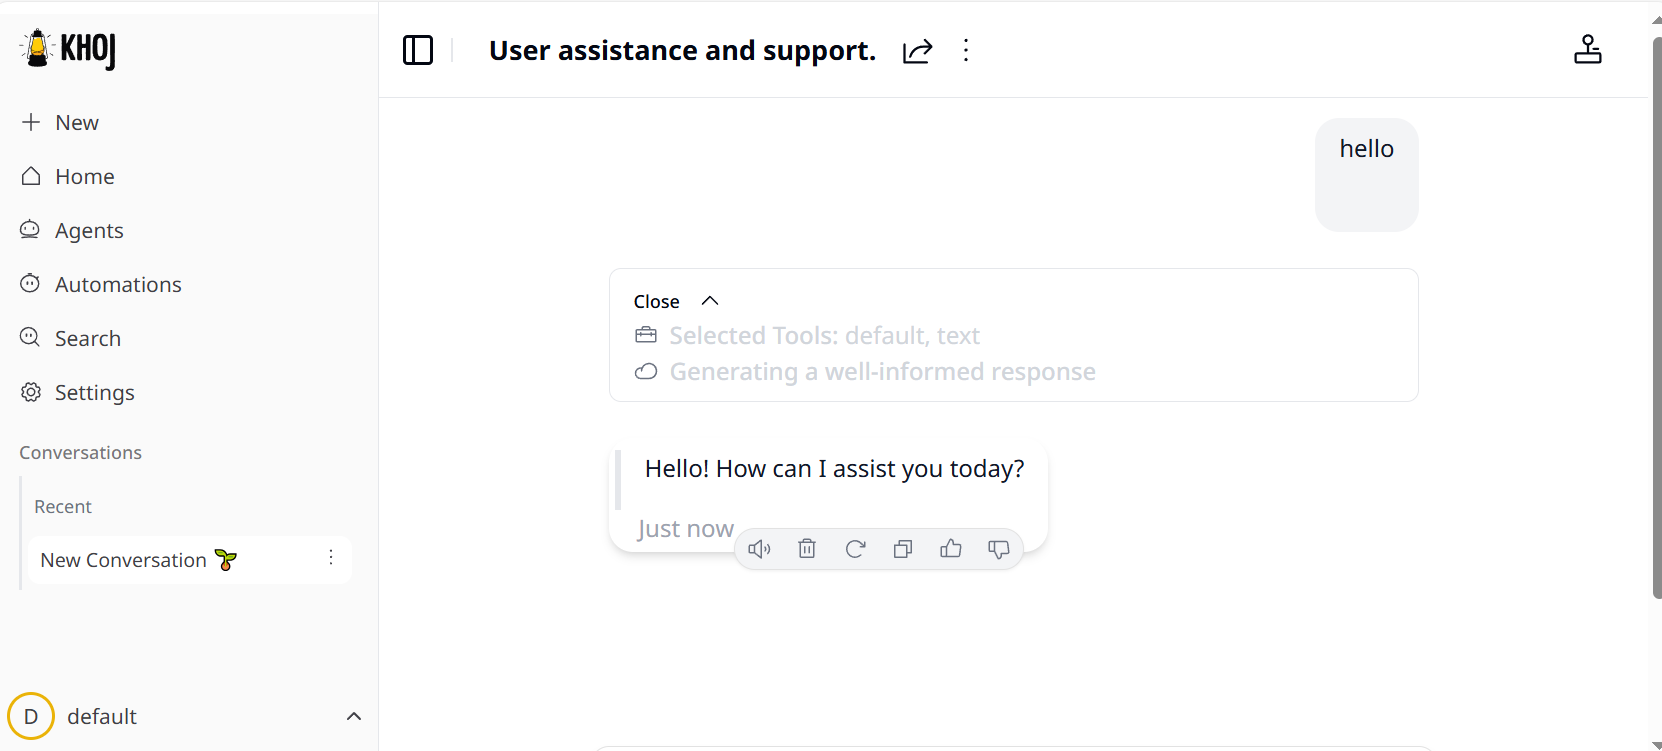 KHOJ
New
Home
Agents
Automations
Search
Settings
Conversations
Recent
New Conversation
D
default
User assistance and support.
hello
Close
Selected Tools: default, text
Generating a well-informed response
Hello! How can I assist you today?
Just now